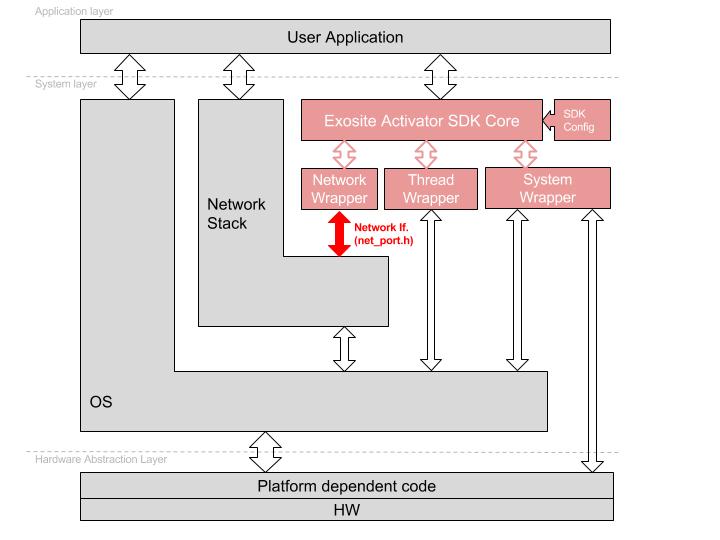 Application layer
User Application
System layer
Exosite Activator SDK Core
SDK
Config
Network
Wrapper
Thread
Wrapper
System
Wrapper
Network
Stack
Network If.
(net_port.h)
OS
Hardware Abstraction Layer
Platform dependent code
HW